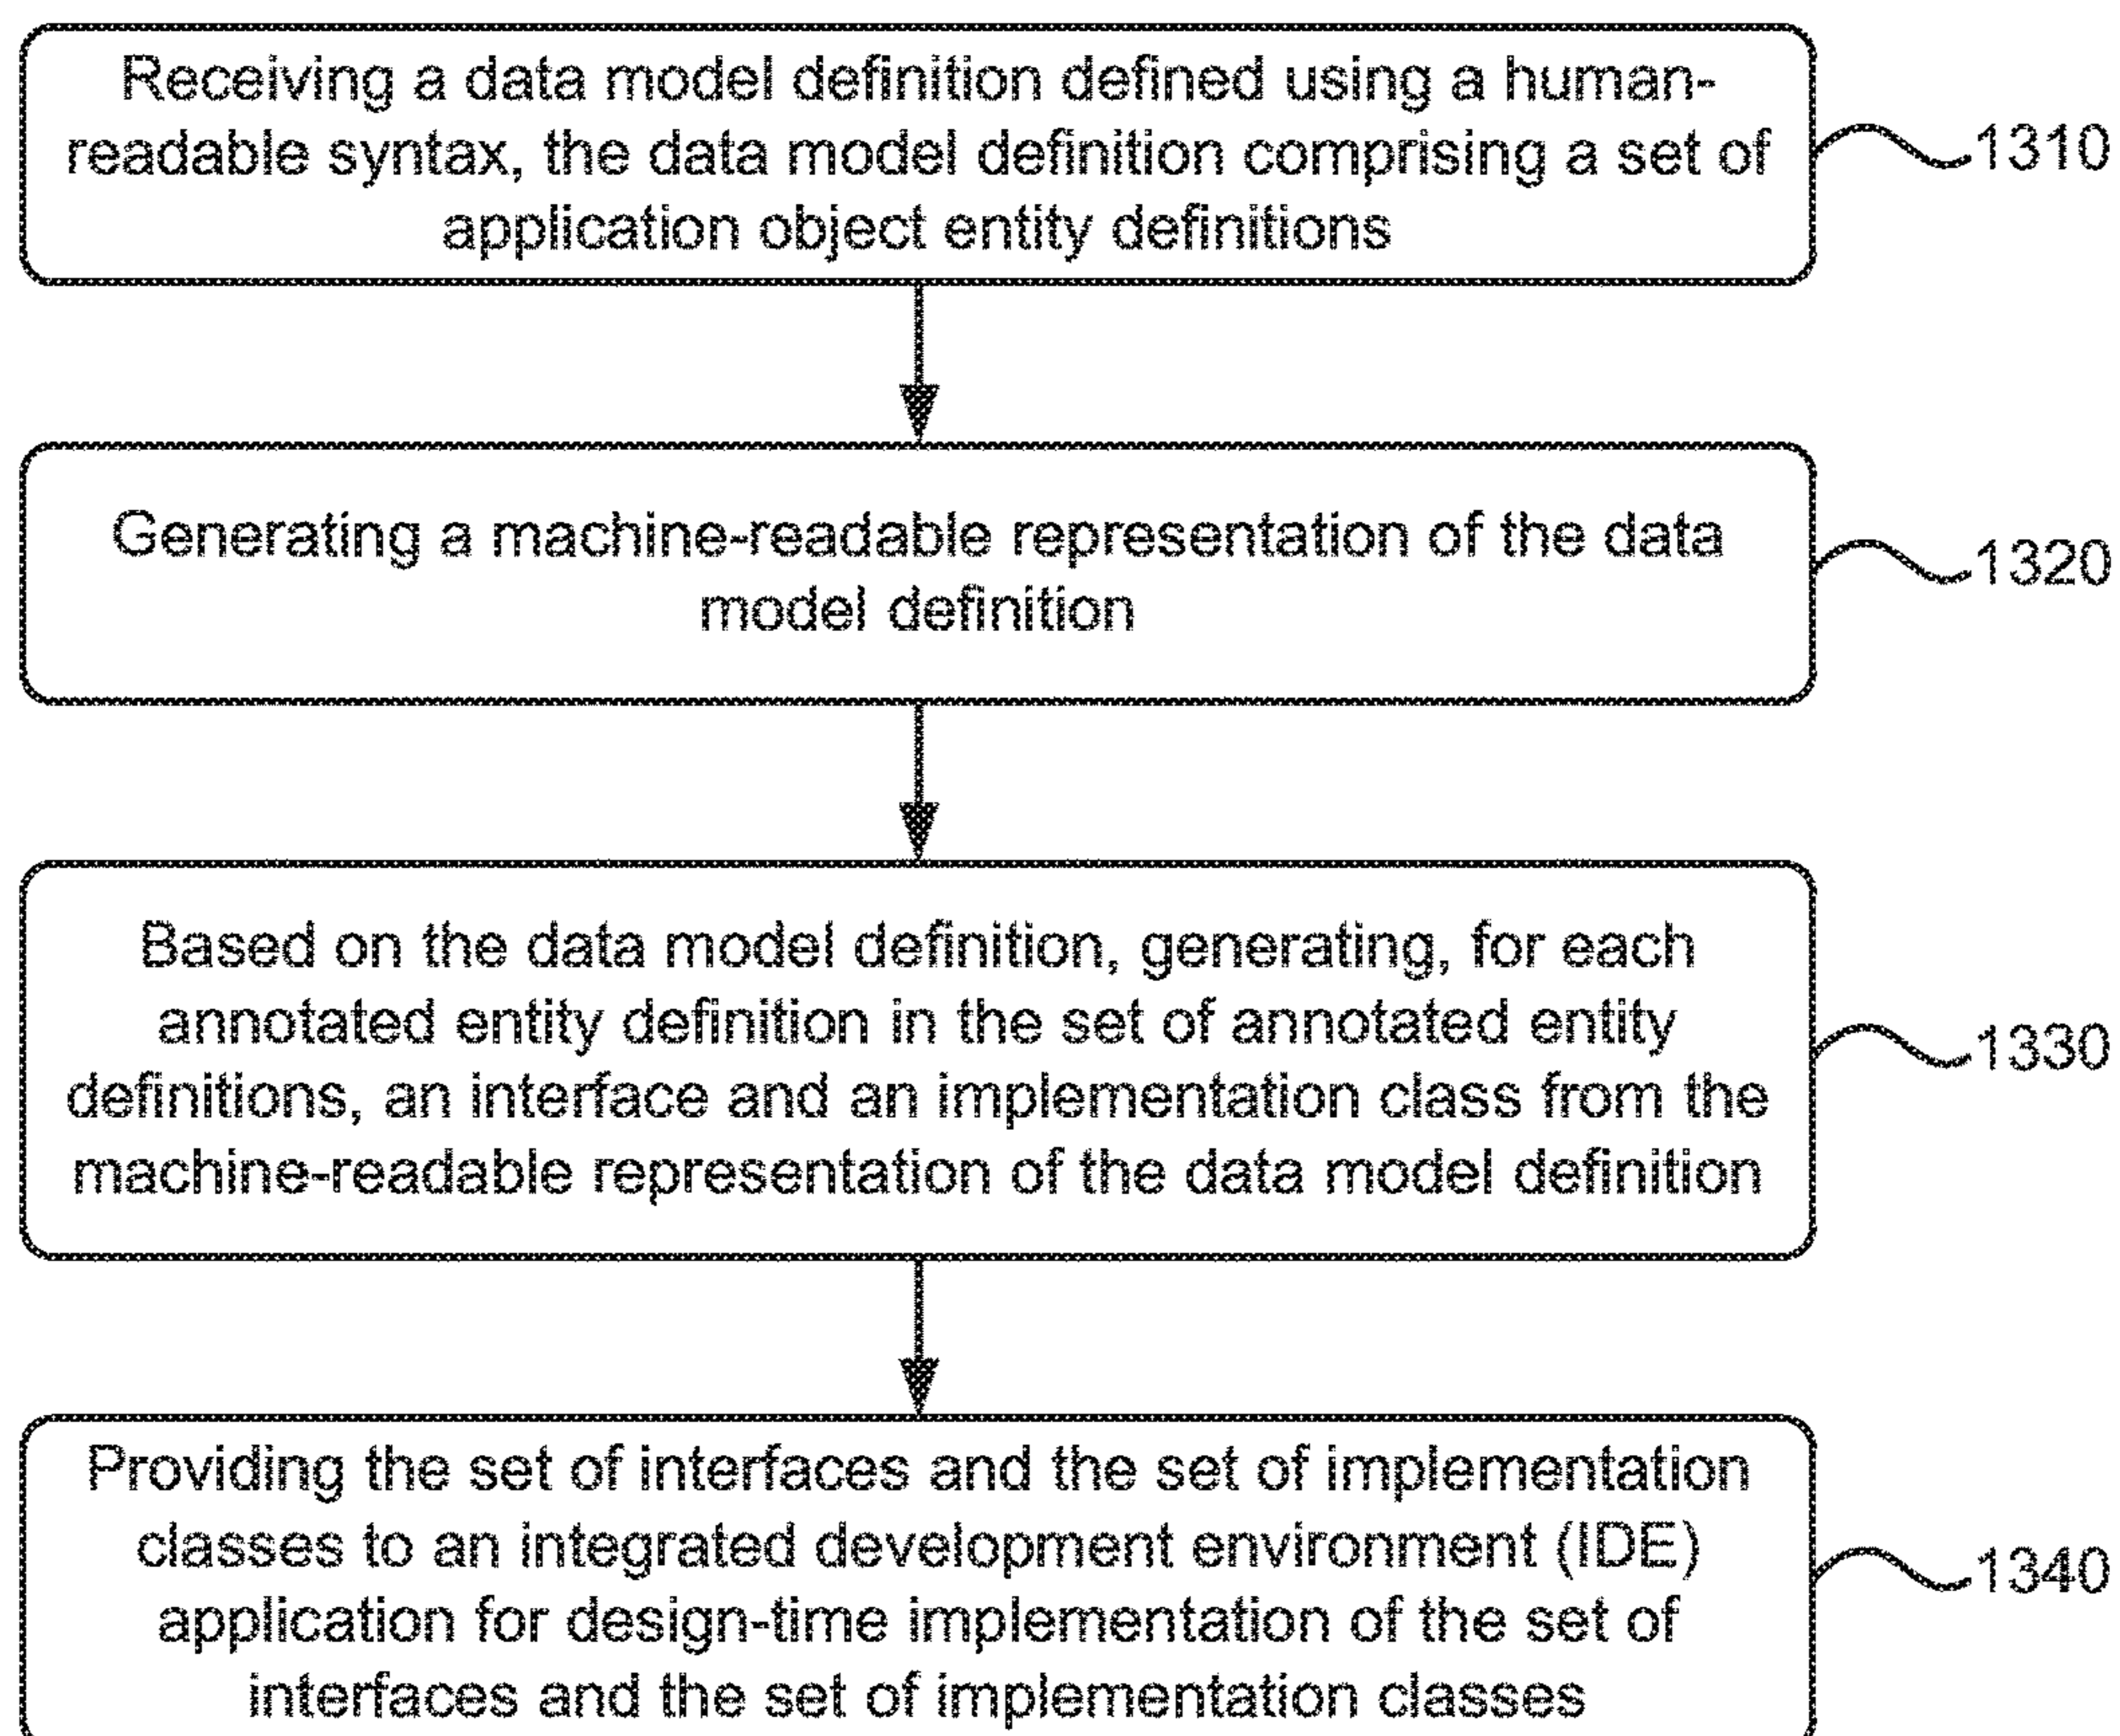 Receiving a data model definition defined using a human-
readable syntax, the data model definition comprising a set of
application object entity definitions
1310
Generating a machine-readable representation of the data
model definition
1320
Based on the data model definition, generating, for each
annotated entity definition in the set of annotated entity
definitions, an interface and an implementation class from the
machine-readable representation of the data model definition
1330
Providing the set of interfaces and the set of implementation
classes to an integrated development environment (IDE)
application for design-time implementation of the set of
interfaces and the set of implementation classes
1340